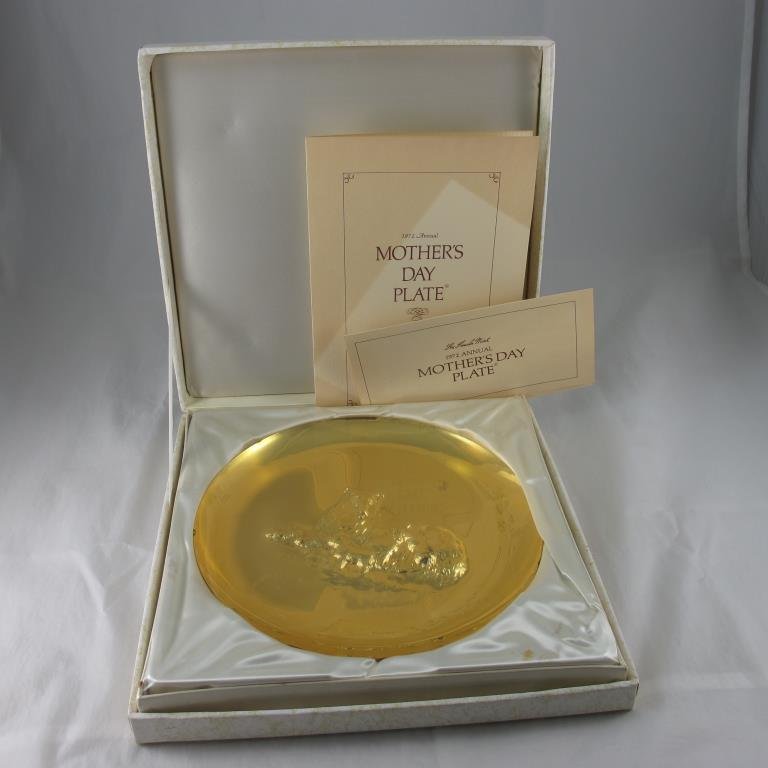 1972 Annual
MOTHER'S
DAY
PLATE®
The Franklin Mint
1972 ANNUAL
MOTHER'S DAY
PLATE®